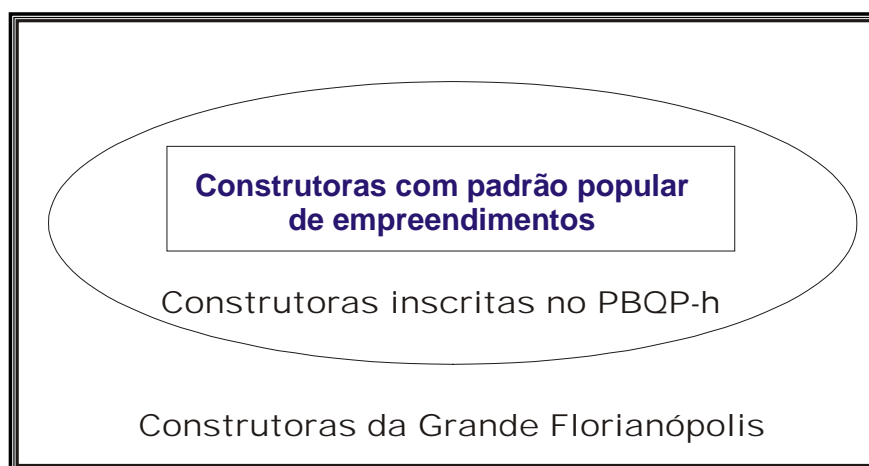 Construtoras com padrão popular
de empreendimentos
Construtoras inscritas no PBQP-h
Construtoras da Grande Florianópolis